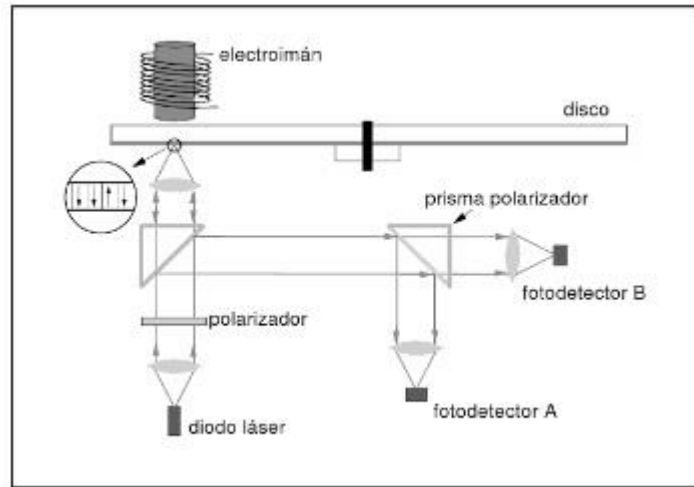 electroimán
disco
prisma polarizador
fotodetector B
polarizador
fotodetector A
diodo láser